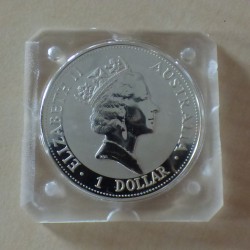 ELIZABETH II
AUSTRALIA
· 1 DOLLAR ·